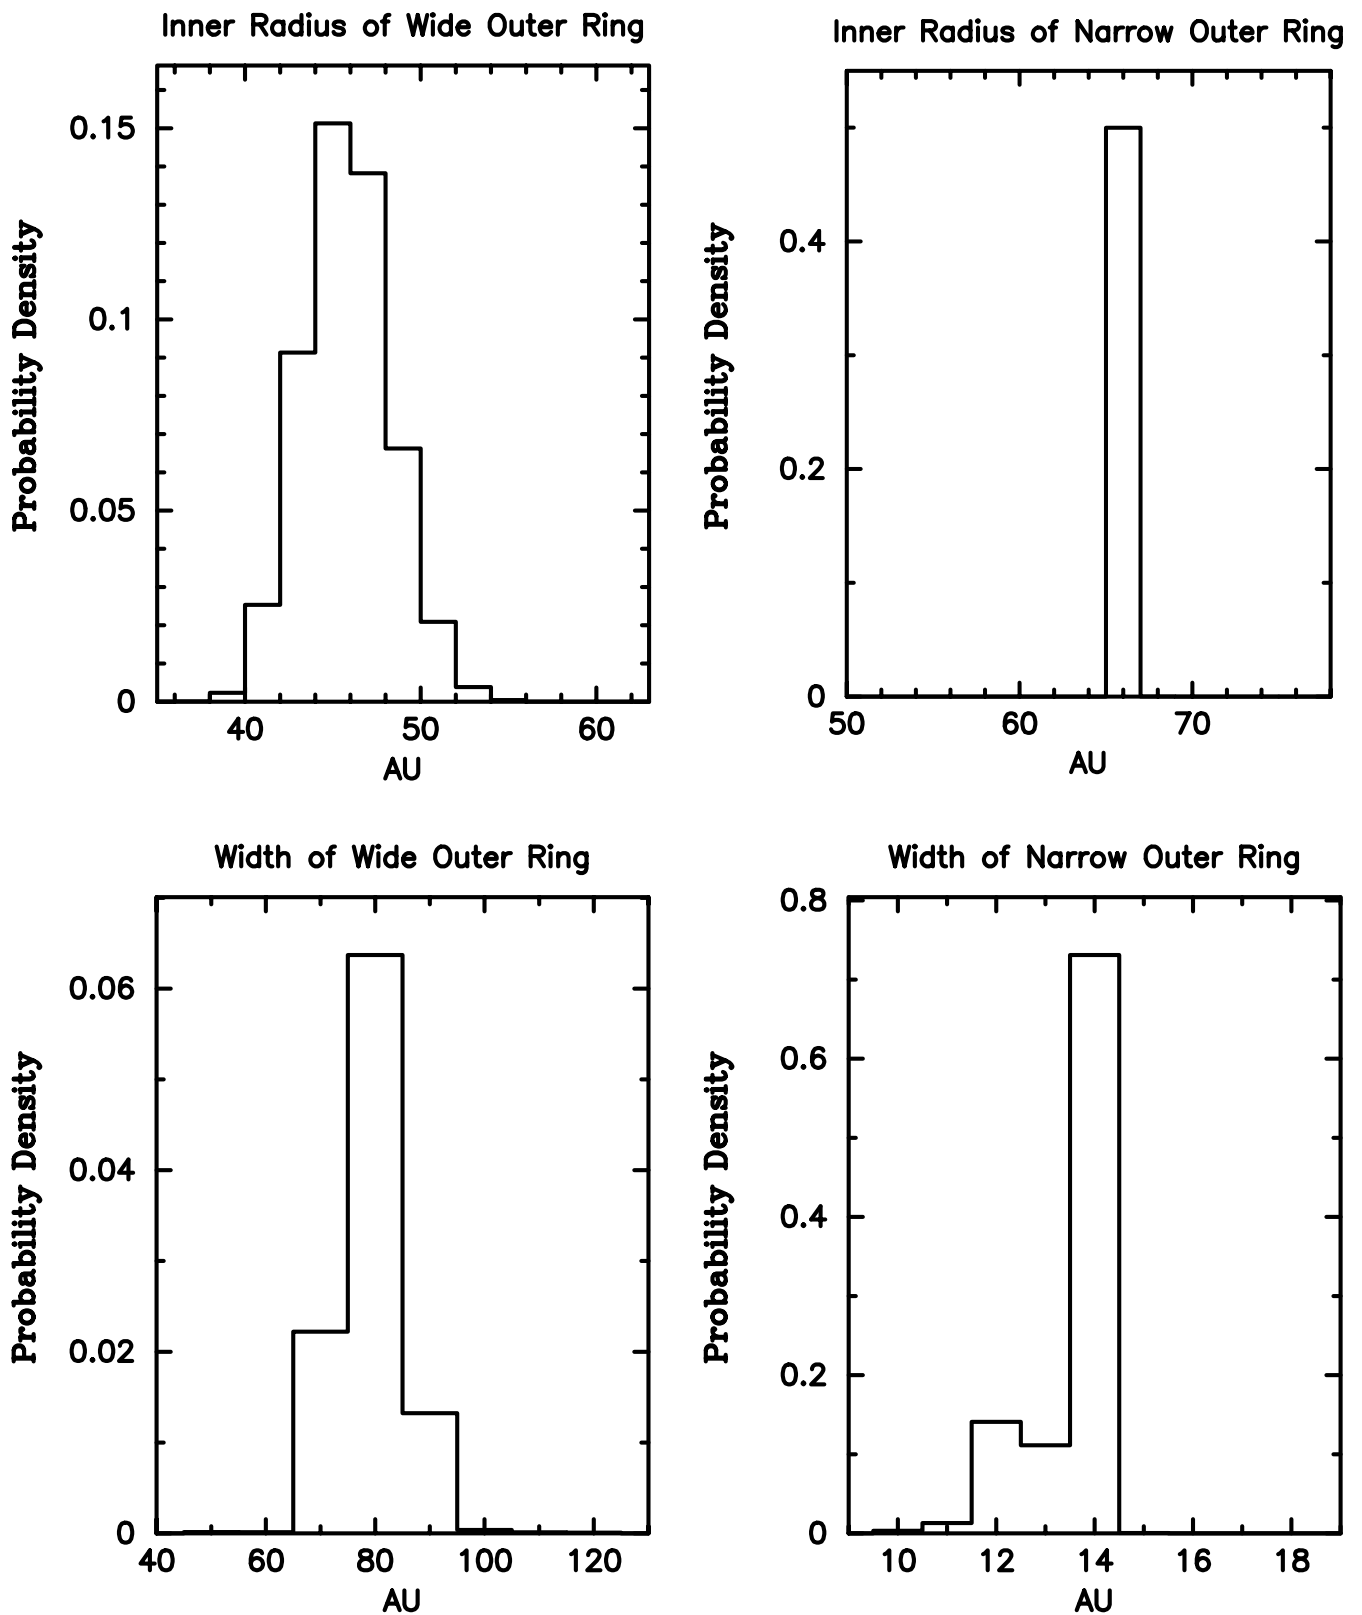 Inner Radius of Wide Outer Ring
Probability Density
0.15
0.1
0.05
0
40 50 60
AU
Inner Radius of Narrow Outer Ring
Probability Density
0.4
0.2
0
50 60 70
AU
Width of Wide Outer Ring
Probability Density
0.06
0.04
0.02
0
40 60 80 100 120
AU
Width of Narrow Outer Ring
Probability Density
0.8
0.6
0.4
0.2
0
10 12 14 16 18
AU